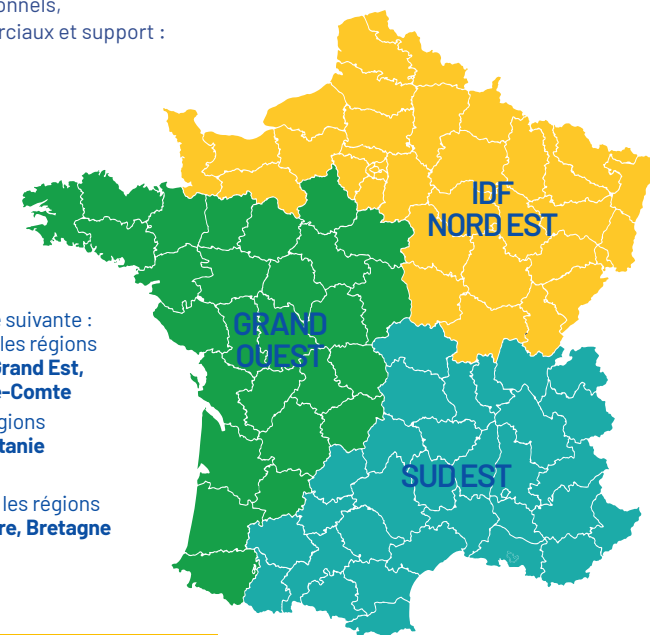 onnels,
rciaux et support :
IDF
NORD EST
GRAND
OUEST
SUD EST
e suivante :
les régions
Grand Est,
e-Comte
gions
tanie
les régions
re, Bretagne